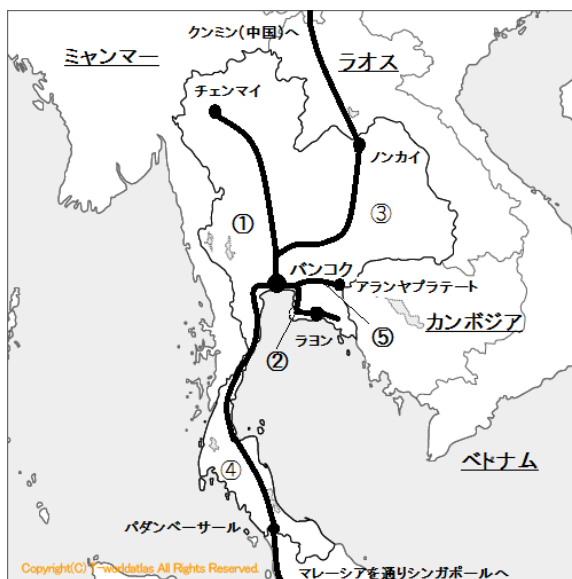 クンミン(中国)へ
ミャンマー
ラオス
チェンマイ
ノンカイ
①
③
バンコク
アランヤプラテート
カンボジア
⑤
ラヨン
②
ベトナム
④
パダンベーサール
マレーシアを通りシンガポールへ
Copyright(C) T-worldatlas All Rights Reserved.